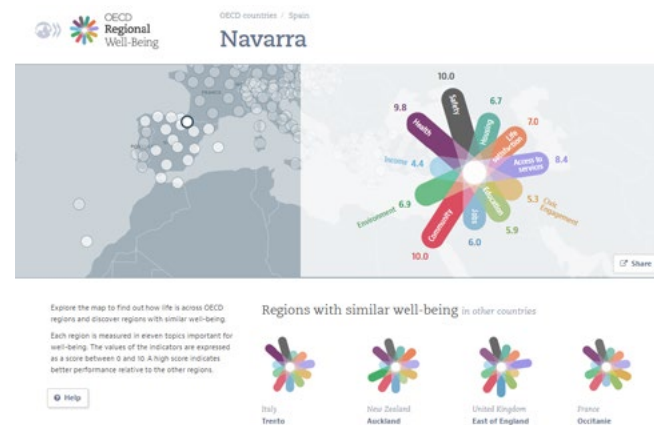 OECD
Regional
Well-Being
OECD countries / Spain
Navarra
FRANCE
10.0
Safety
6.7
Housing
7.0
Life satisfaction
8.4
Access to services
5.3 Civic Engagement
5.9
Education
6.0
Jobs
10.0
Community
Environment 6.9
Income 4.4
9.8
Health
Share
Explore the map to find out how life is across OECD
regions and discover regions with similar well-being.
Each region is measured in eleven topics important for
well-being. The values of the indicators are expressed
as a score between 0 and 10. A high score indicates
better performance relative to the other regions.
Help
Regions with similar well-being in other countries
Italy
Trento
New Zealand
Auckland
United Kingdom
East of England
France
Occitanie